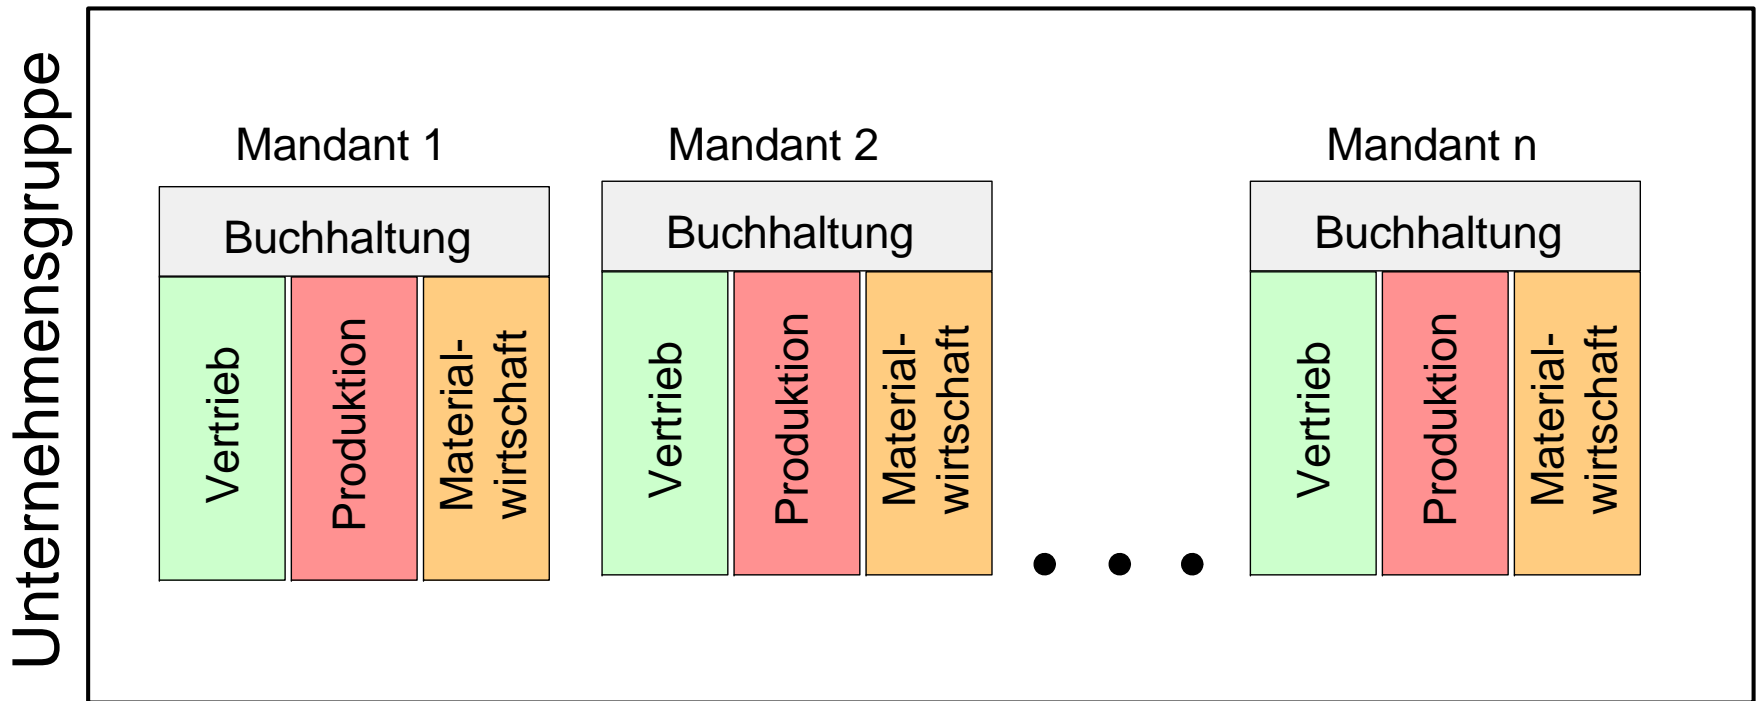 Unternehmensgruppe
Mandant 1
Buchhaltung
Vertrieb
Produktion
Material-
wirtschaft
Mandant 2
Buchhaltung
Vertrieb
Produktion
Material-
wirtschaft
Mandant n
Buchhaltung
Vertrieb
Produktion
Material-
wirtschaft